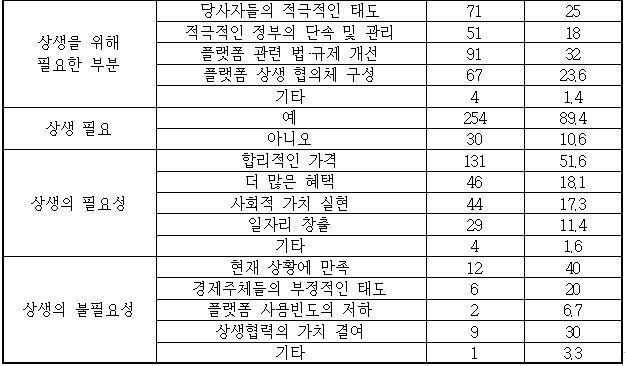 상생을 위해 필요한 부분
당사자들의 적극적인 태도 71 25
적극적인 정부의 단속 및 관리 51 18
플랫폼 관련 법·규제 개선 91 32
플랫폼 상생 협의체 구성 67 23.6
기타 4 1.4
상생 필요
예 254 89.4
아니오 30 10.6
상생의 필요성
합리적인 가격 131 51.6
더 많은 혜택 46 18.1
사회적 가치 실현 44 17.3
일자리 창출 29 11.4
기타 4 1.6
상생의 불필요성
현재 상황에 만족 12 40
경제주체들의 부정적인 태도 6 20
플랫폼 사용빈도의 저하 2 6.7
상생협력의 가치 결여 9 30
기타 1 3.3